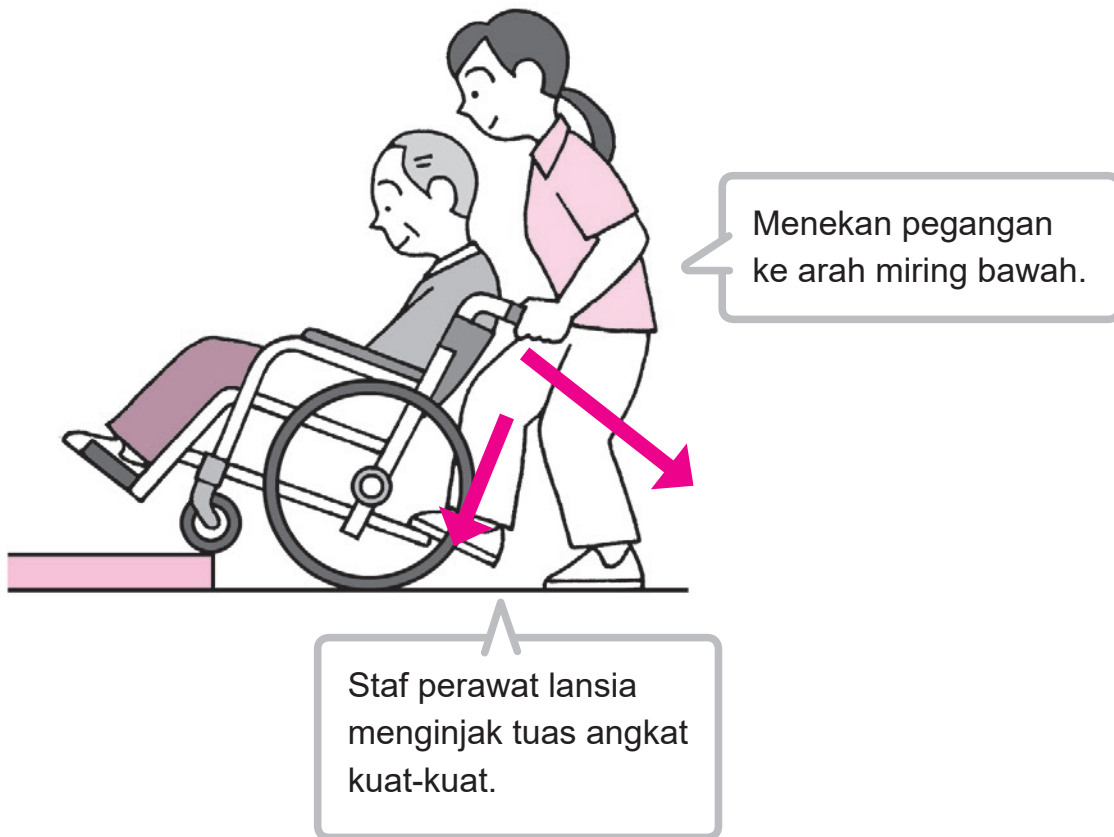 Menekan pegangan
ke arah miring bawah.
Staf perawat lansia
menginjak tuas angkat
kuat-kuat.